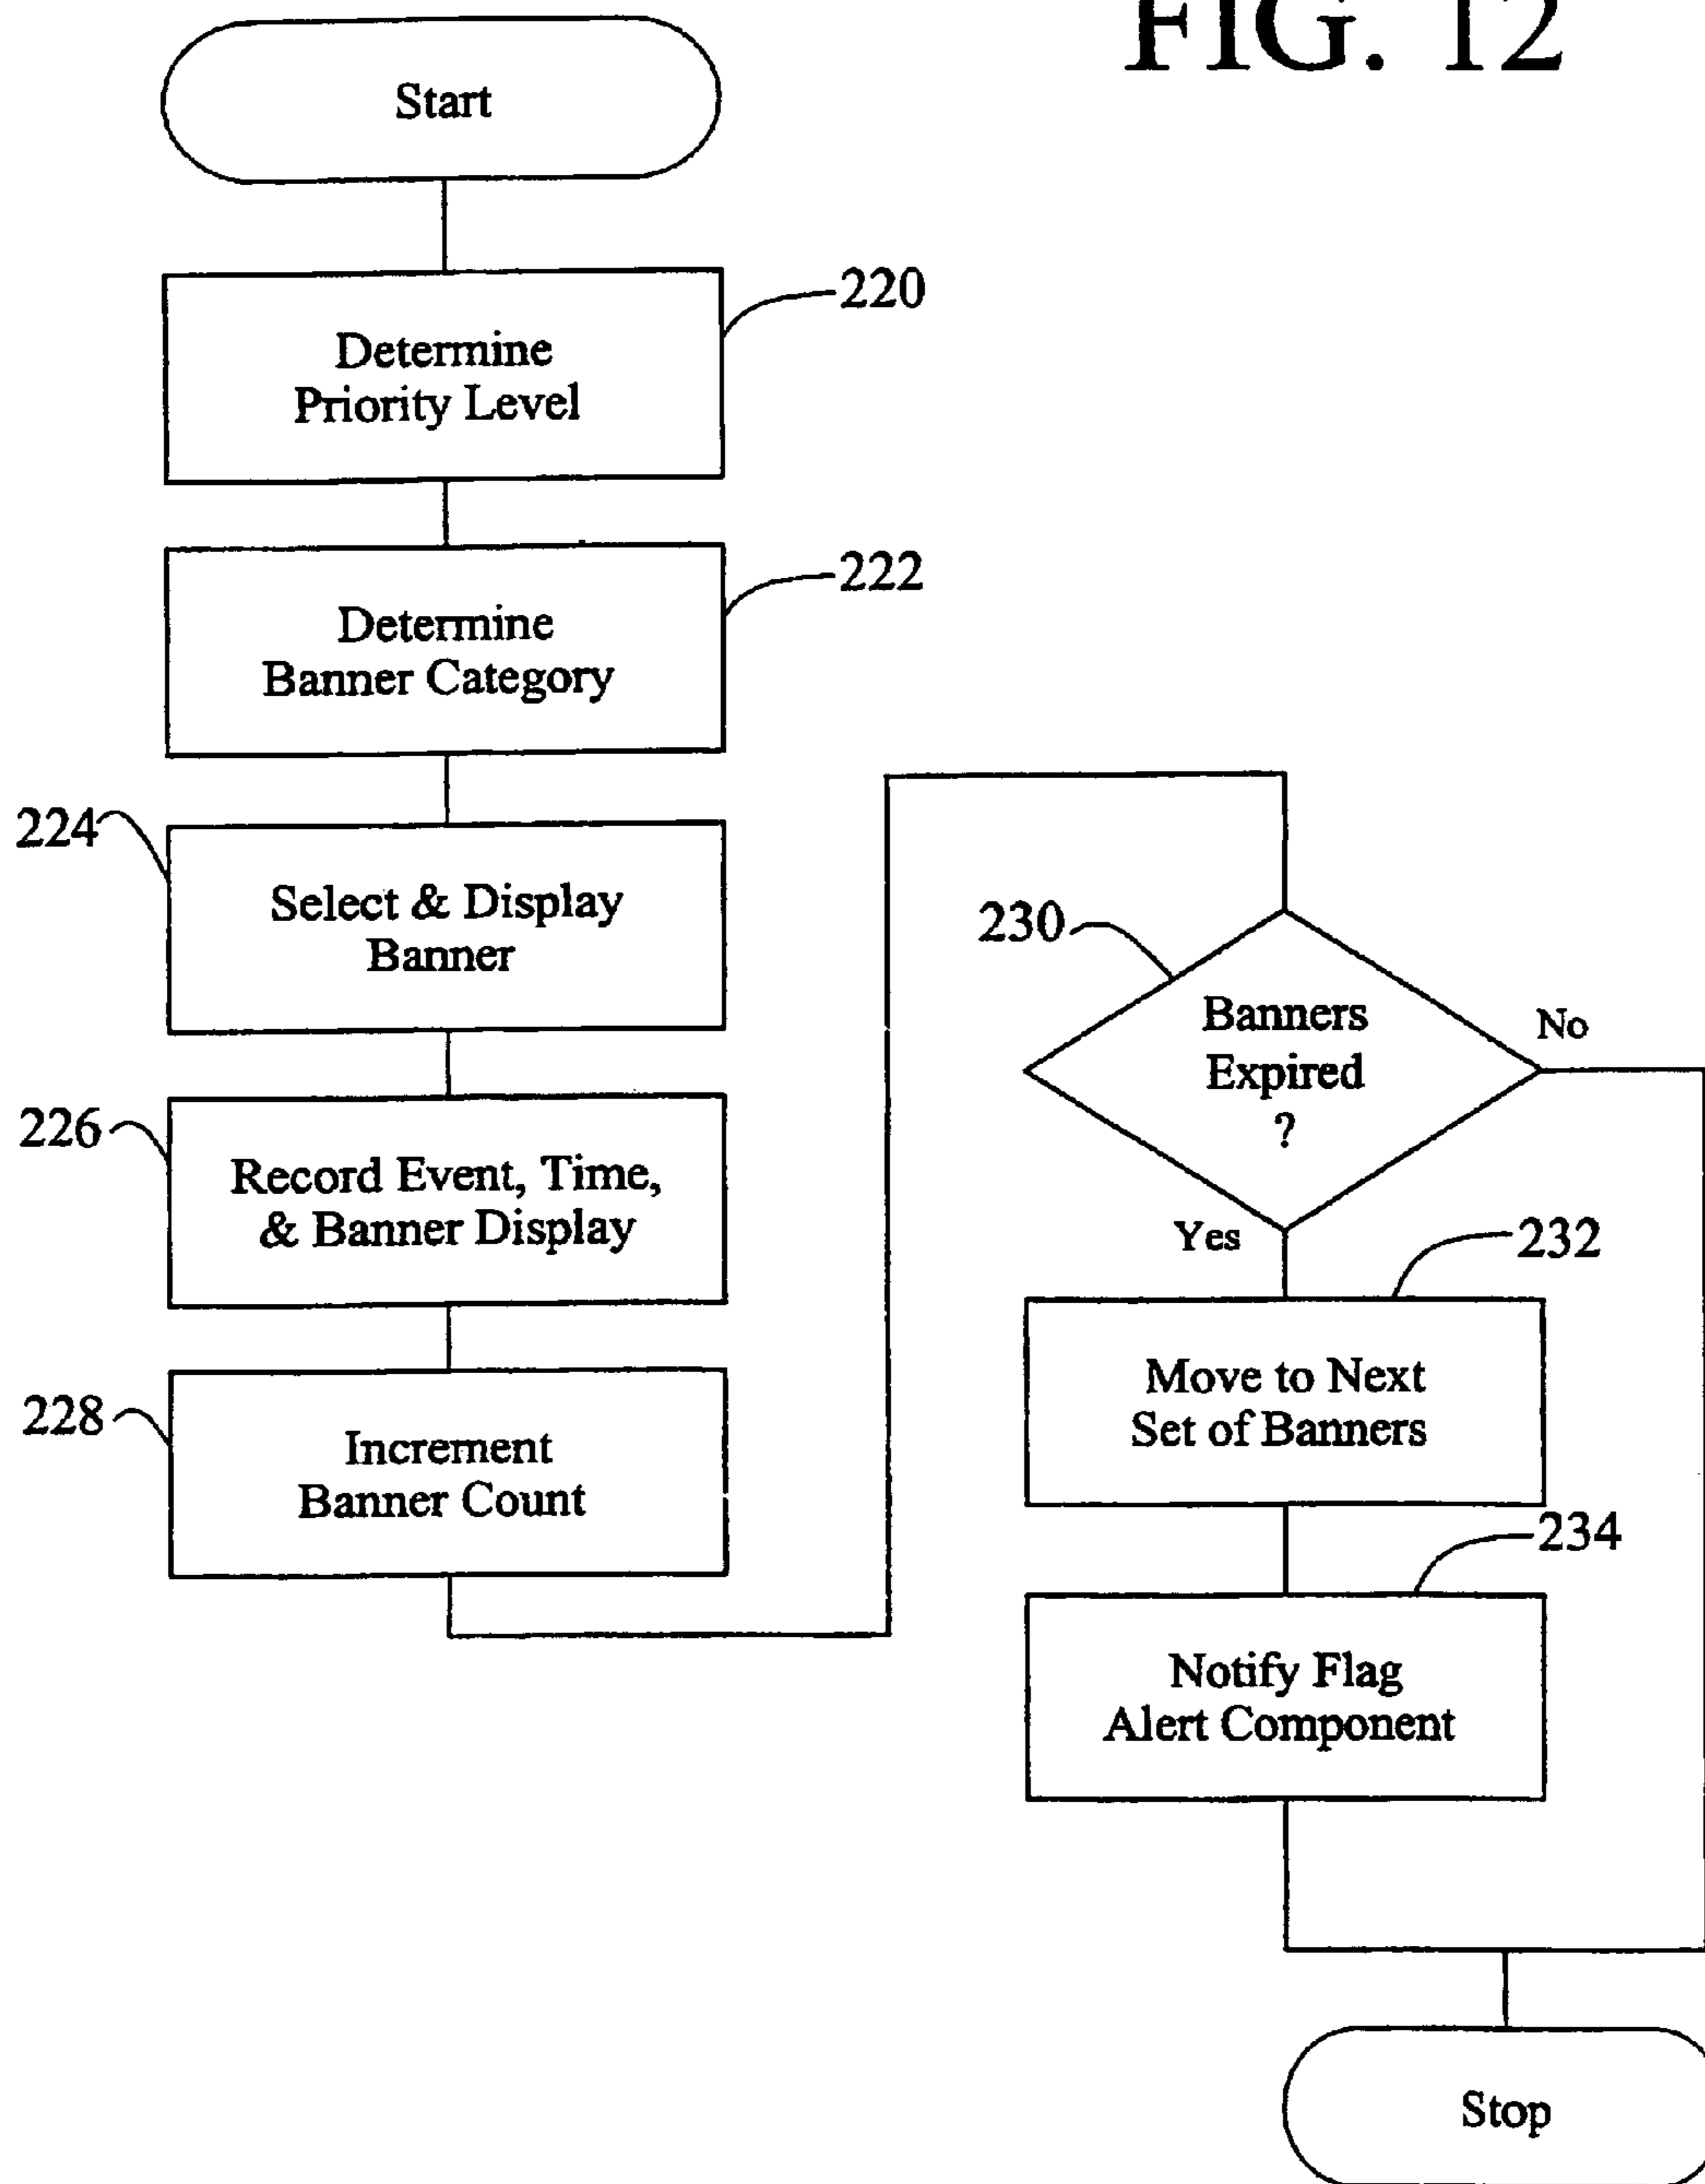 FIG. 12
Start
220
Determine
Priority Level
222
Determine
Banner Category
224
Select & Display
Banner
226
Record Event, Time,
& Banner Display
228
Increment
Banner Count
230
Banners
Expired
?
No
Yes
232
Move to Next
Set of Banners
234
Notify Flag
Alert Component
Stop